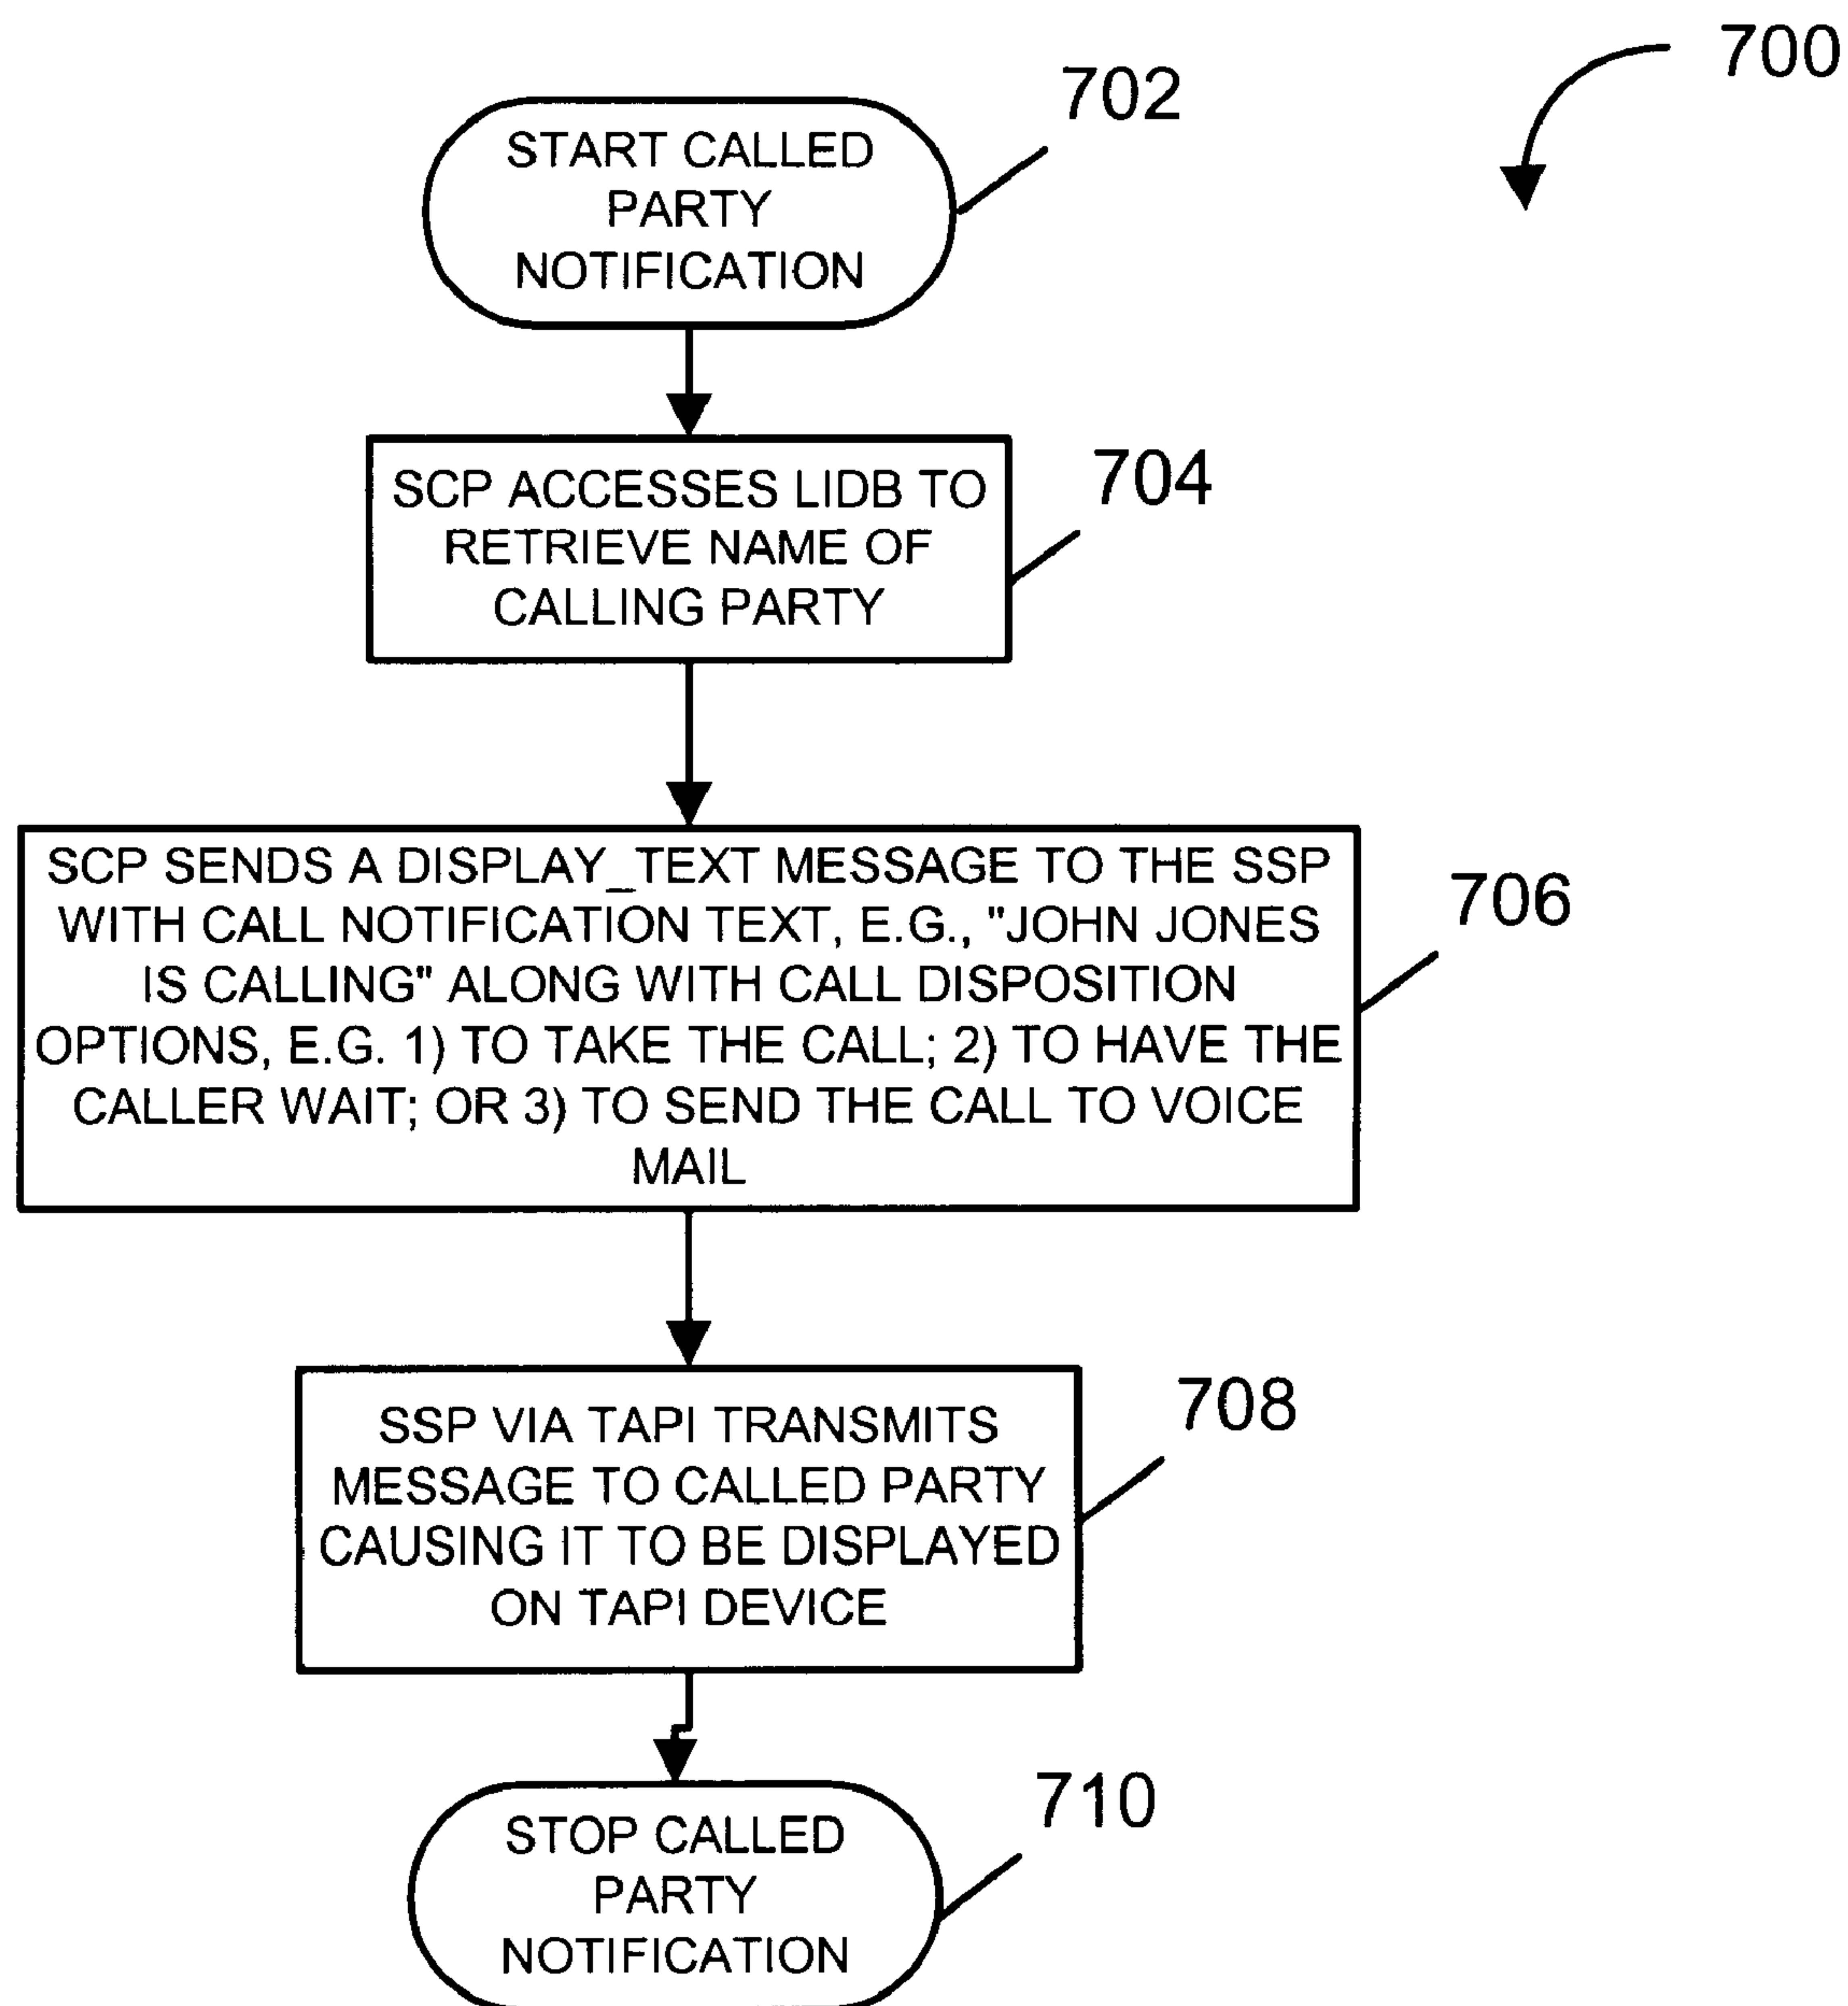 700
702
START CALLED
PARTY
NOTIFICATION
704
SCP ACCESSES LIDB TO
RETRIEVE NAME OF
CALLING PARTY
706
SCP SENDS A DISPLAY_TEXT MESSAGE TO THE SSP
WITH CALL NOTIFICATION TEXT, E.G., "JOHN JONES
IS CALLING" ALONG WITH CALL DISPOSITION
OPTIONS, E.G. 1) TO TAKE THE CALL; 2) TO HAVE THE
CALLER WAIT; OR 3) TO SEND THE CALL TO VOICE
MAIL
708
SSP VIA TAPI TRANSMITS
MESSAGE TO CALLED PARTY
CAUSING IT TO BE DISPLAYED
ON TAPI DEVICE
710
STOP CALLED
PARTY
NOTIFICATION